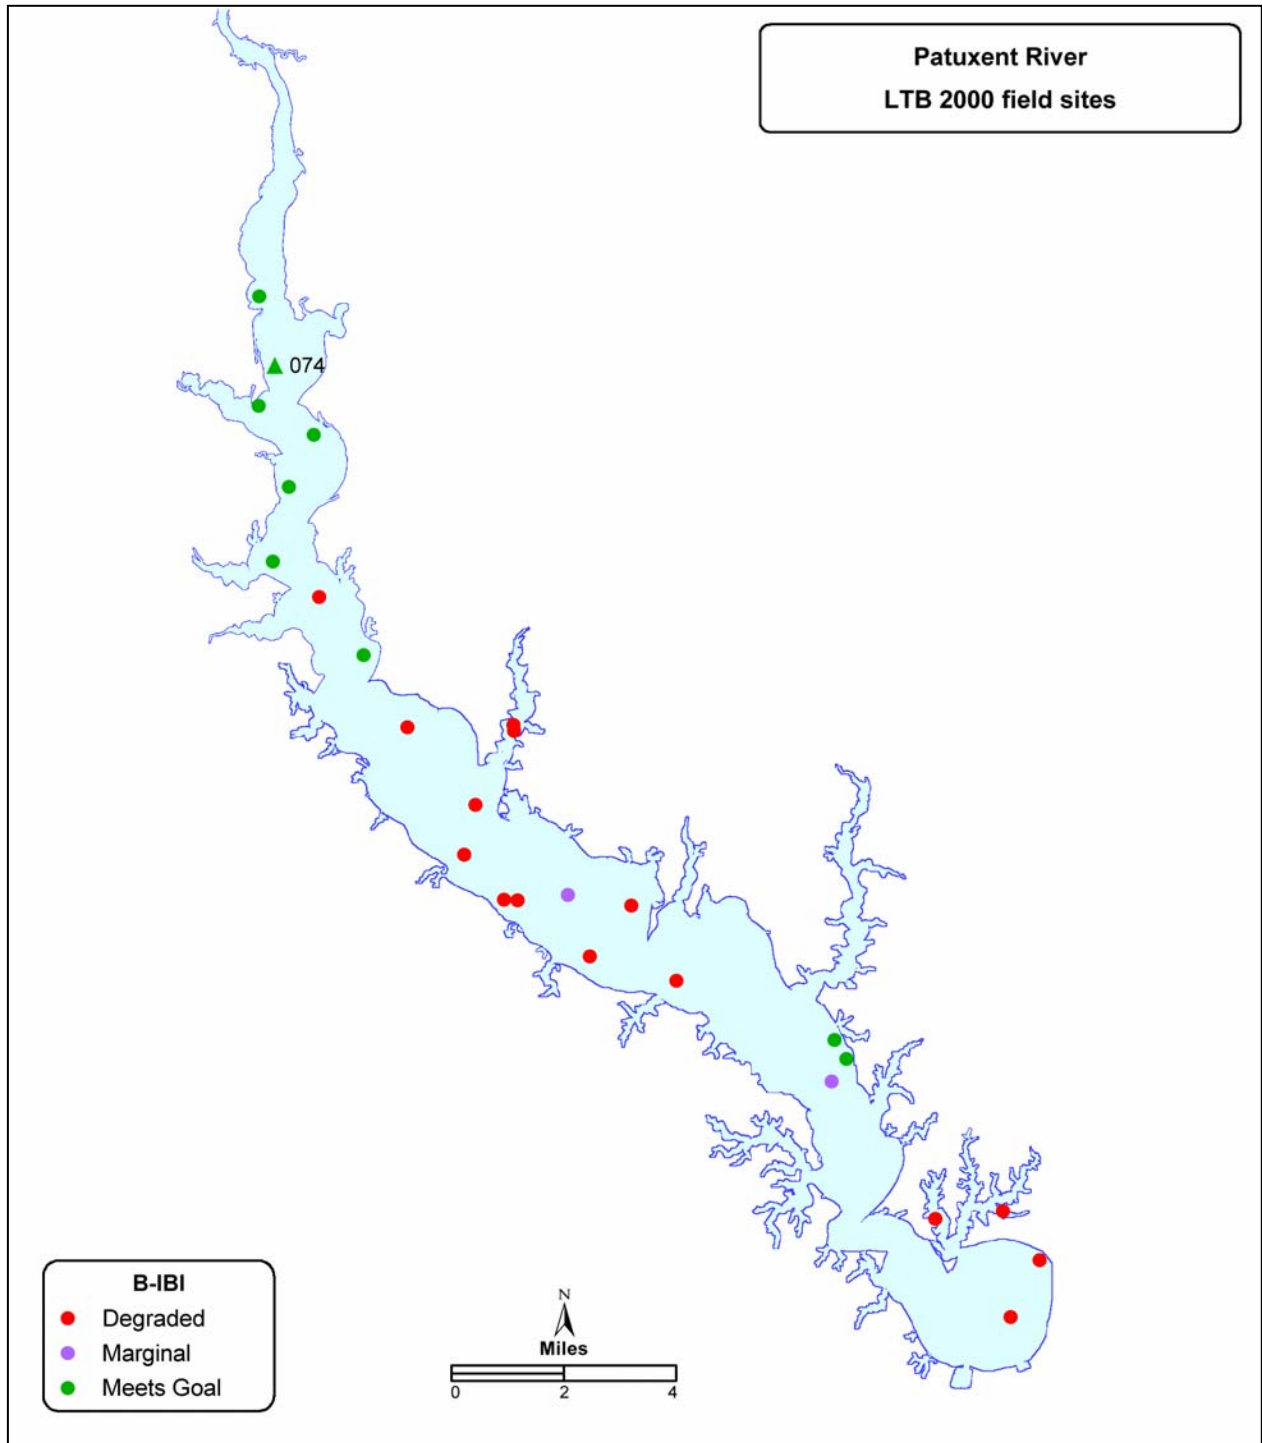 Patuxent River
LTB 2000 field sites
074
B-IBI
Degraded
Marginal
Meets Goal
N
Miles
0 2 4